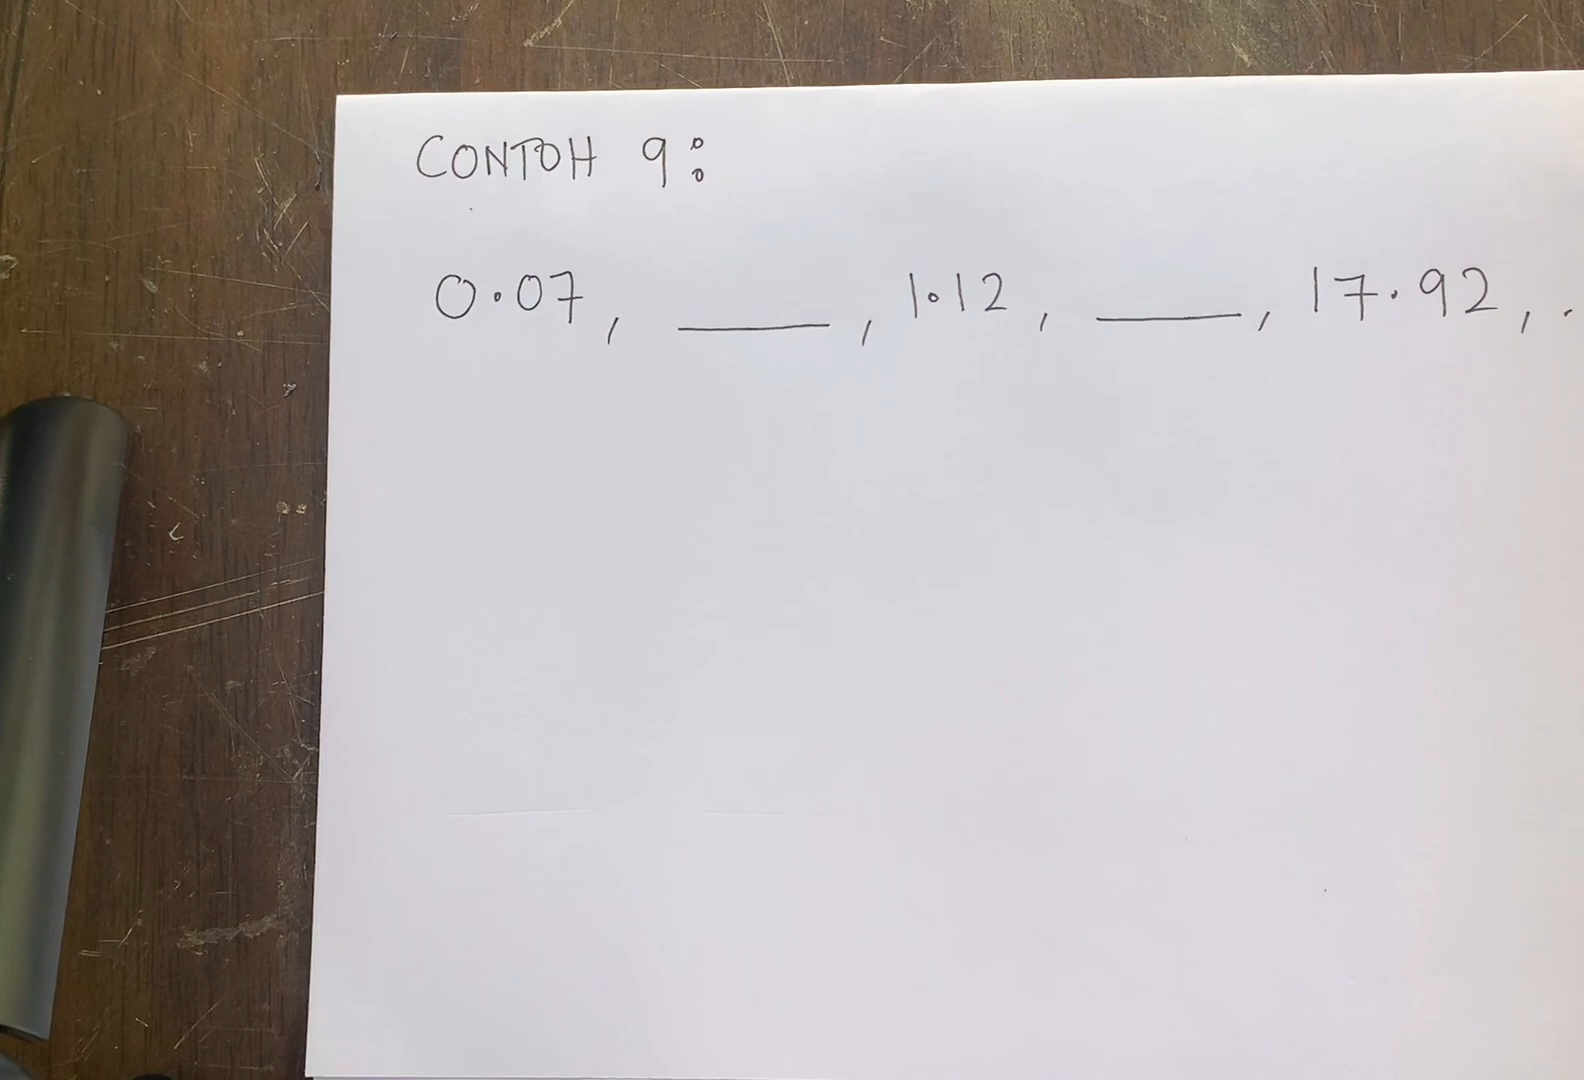 CONTOH 9:
0.07, ____, 1.12, ____, 17.92, .